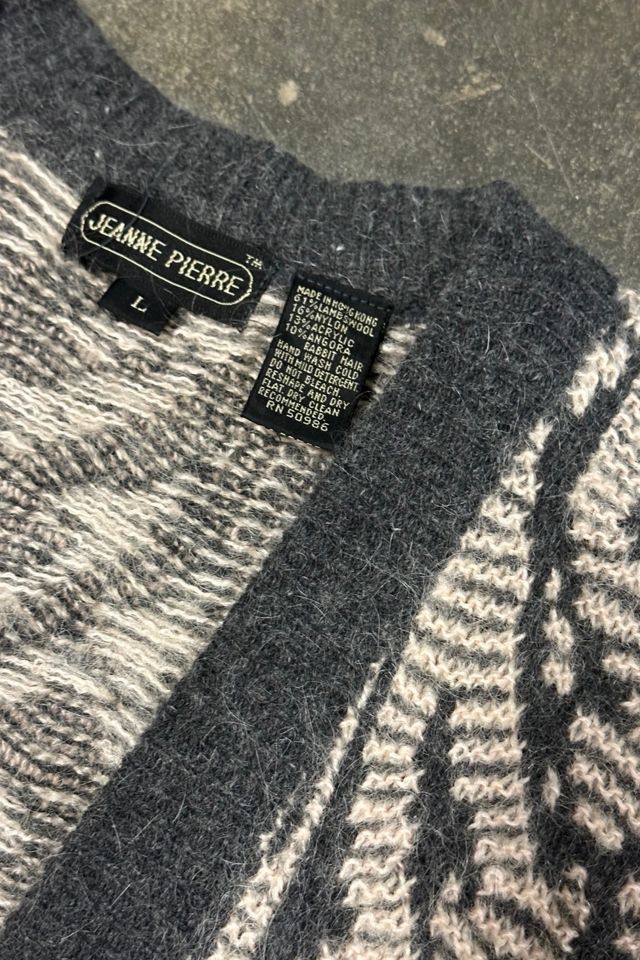 JEANNE PIERRE™
L
MADE IN HONG KONG
61% LAMBSWOOL
16% NYLON
13% ACRYLIC
10% ANGORA
RABBIT HAIR
HAND WASH COLD
WITH MILD DETERGENT.
DO NOT BLEACH.
RESHAPE AND DRY
FLAT. DRY CLEAN
RECOMMENDED.
RN 50986